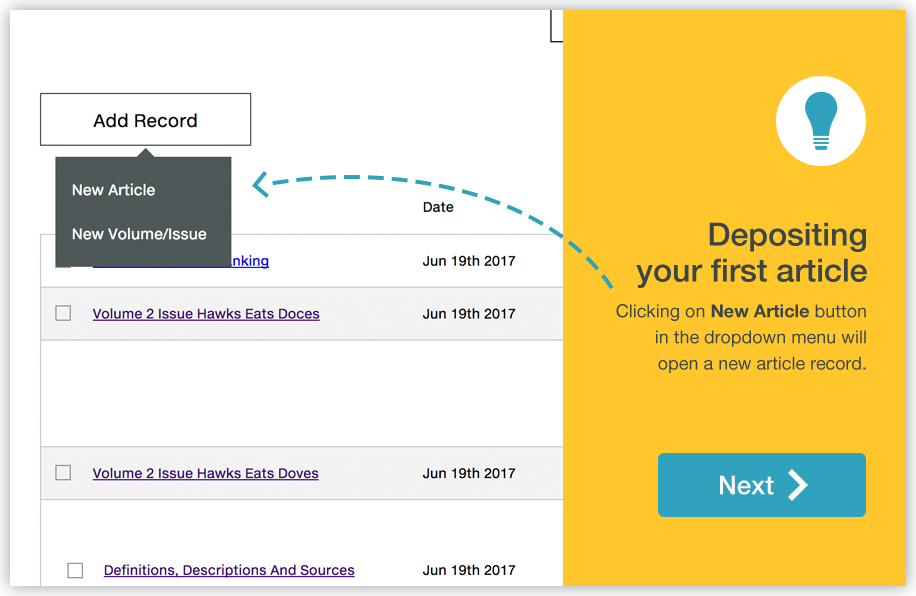 Add Record
New Article
New Volume/Issue
Date
nking
Jun 19th 2017
Volume 2 Issue Hawks Eats Doces
Jun 19th 2017
Volume 2 Issue Hawks Eats Doves
Jun 19th 2017
Definitions, Descriptions And Sources
Jun 19th 2017
Depositing
your first article
Clicking on New Article button
in the dropdown menu will
open a new article record.
Next